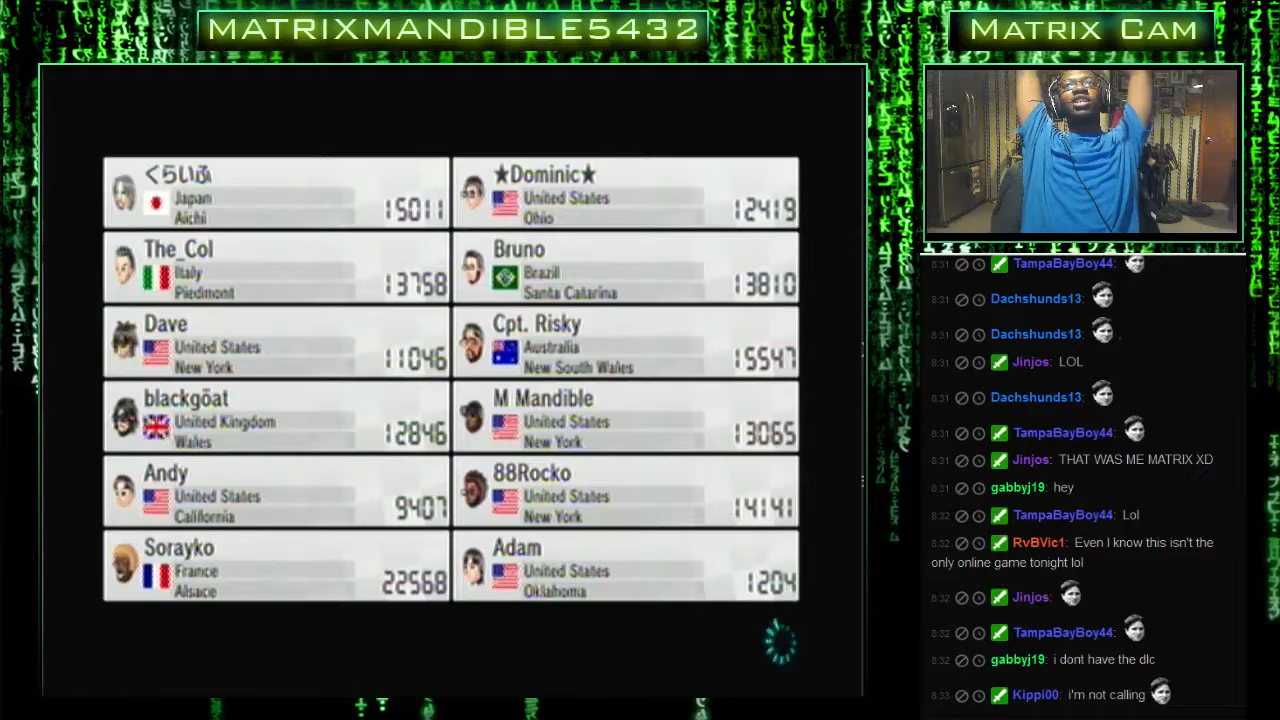 MATRIXMANDIBLE5432
MATRIX CAM
くらいふ
Japan
Aichi
15011
★Dominic★
United States
Ohio
12419
The_Col
Italy
Piedmont
13758
Bruno
Brazil
Santa Catarina
13810
Dave
United States
New York
11046
Cpt. Risky
Australia
New South Wales
15547
blackgōat
United Kingdom
Wales
12846
M Mandible
United States
New York
13065
Andy
United States
California
9407
88Rocko
United States
New York
14141
Sorayko
France
Alsace
22568
Adam
United States
Oklahoma
1204
8:31 TampaBayBoy44:
8:31 Dachshunds13:
8:31 Dachshunds13: .
8:31 Jinjos: LOL
8:31 Dachshunds13:
8:31 TampaBayBoy44:
8:31 Jinjos: THAT WAS ME MATRIX XD
8:31 gabbyj19: hey
8:32 TampaBayBoy44: Lol
8:32 RvBVic1: Even I know this isn't the
only online game tonight lol
8:32 Jinjos:
8:32 TampaBayBoy44:
8:32 gabbyj19: i dont have the dlc
8:33 Kippi00: i'm not calling